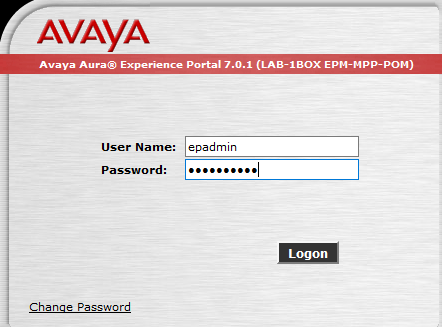 AVAYA
Avaya Aura® Experience Portal 7.0.1 (LAB-1BOX EPM-MPP-POM)
User Name: epadmin
Password: ••••••••••
Logon
Change Password